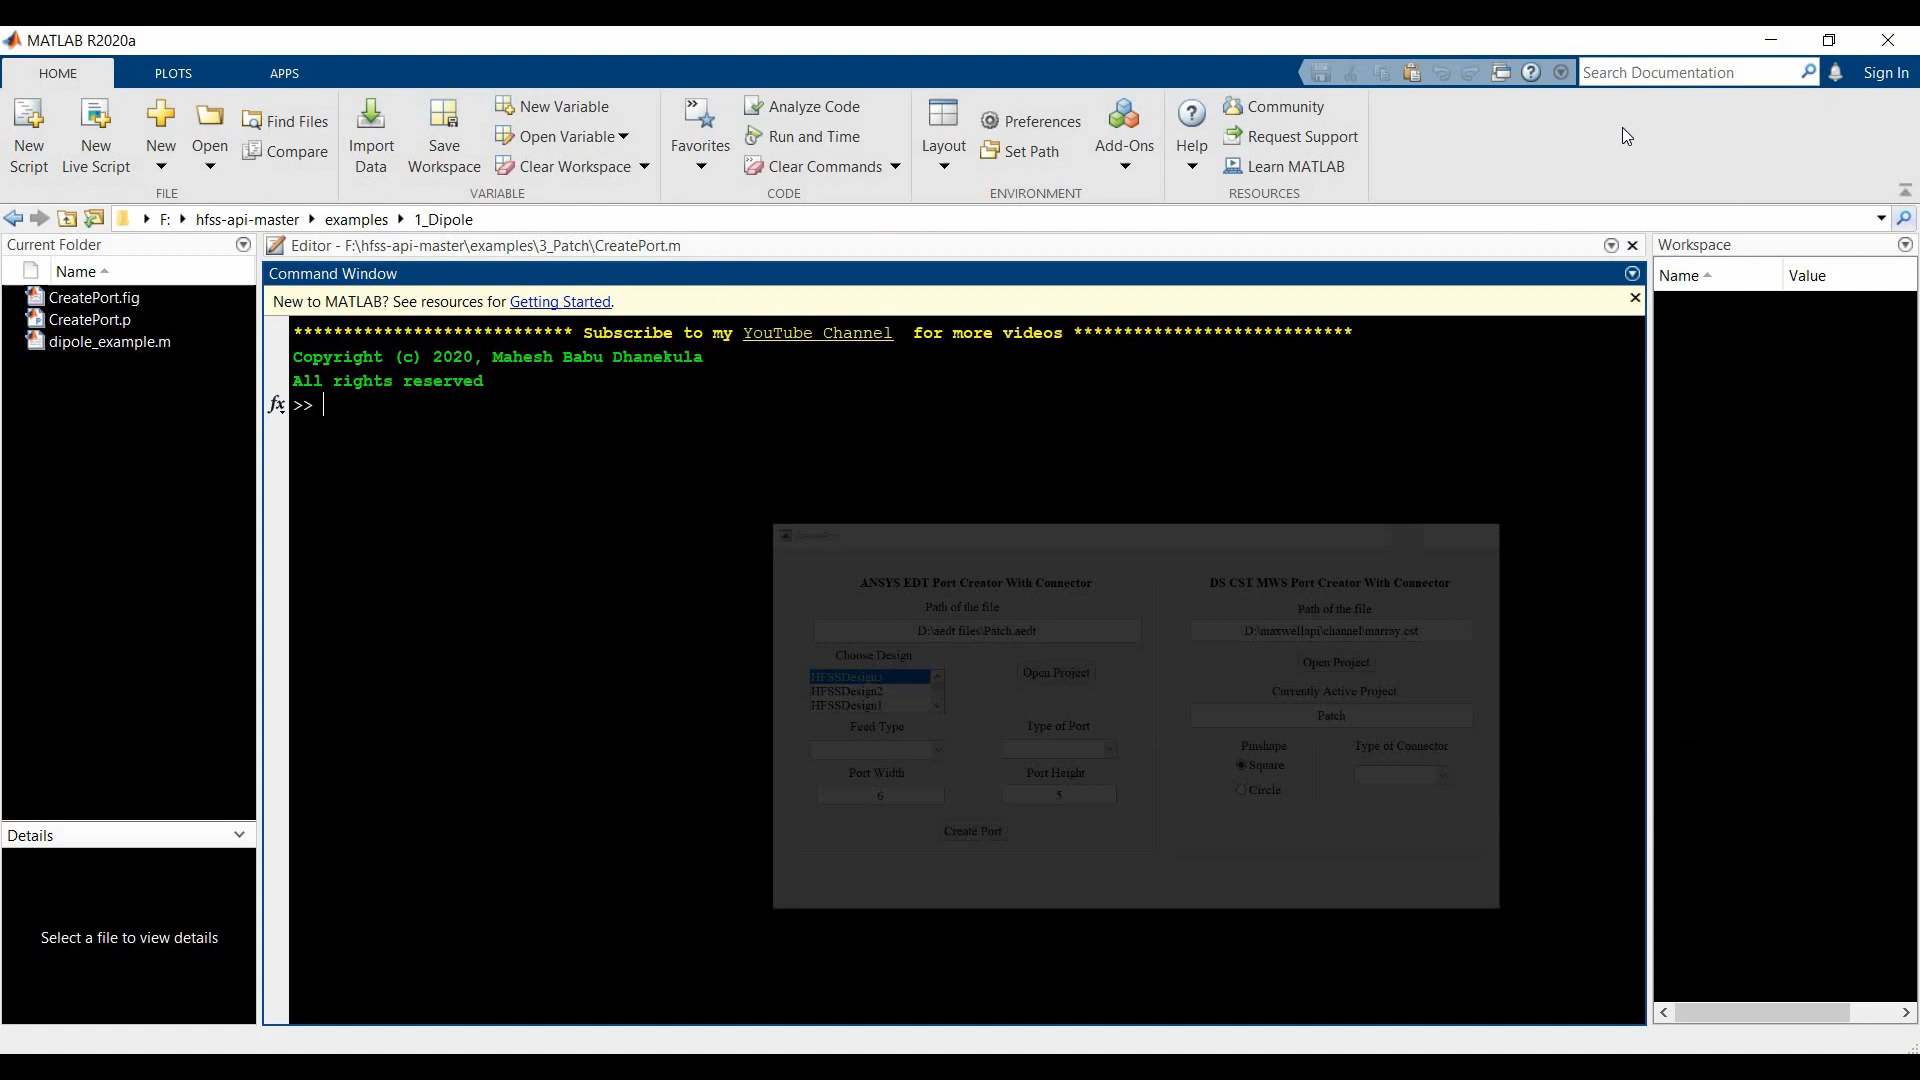 MATLAB R2020a
HOME PLOTS APPS
Search Documentation
Sign In
New Script
New Live Script
New
Open
Find Files
Compare
FILE
Import Data
Save Workspace
New Variable
Open Variable
Clear Workspace
VARIABLE
Favorites
Analyze Code
Run and Time
Clear Commands
CODE
Layout
Preferences
Set Path
Add-Ons
ENVIRONMENT
Help
Community
Request Support
Learn MATLAB
RESOURCES
F: hfss-api-master examples 1_Dipole
Current Folder
Name
CreatePort.fig
CreatePort.p
dipole_example.m
Details
Select a file to view details
Editor - F:\hfss-api-master\examples\3_Patch\CreatePort.m
Command Window
New to MATLAB? See resources for Getting Started.
**************************** Subscribe to my YouTube Channel for more videos ****************************
Copyright (c) 2020, Mahesh Babu Dhanekula
All rights reserved
fx >>
ANSYS EDT Port Creator With Connector
Path of the file
D:\aedt files\Patch.aedt
Choose Design
HFSSDesign2
HFSSDesign1
Open Project
Feed Type
Type of Port
Port Width
Port Height
6
5
Create Port
DS CST MWS Port Creator With Connector
Path of the file
D:\maxwellapi\channel\marray.cst
Open Project
Currently Active Project
Patch
Pinshape
Square
Circle
Type of Connector
Workspace
Name Value